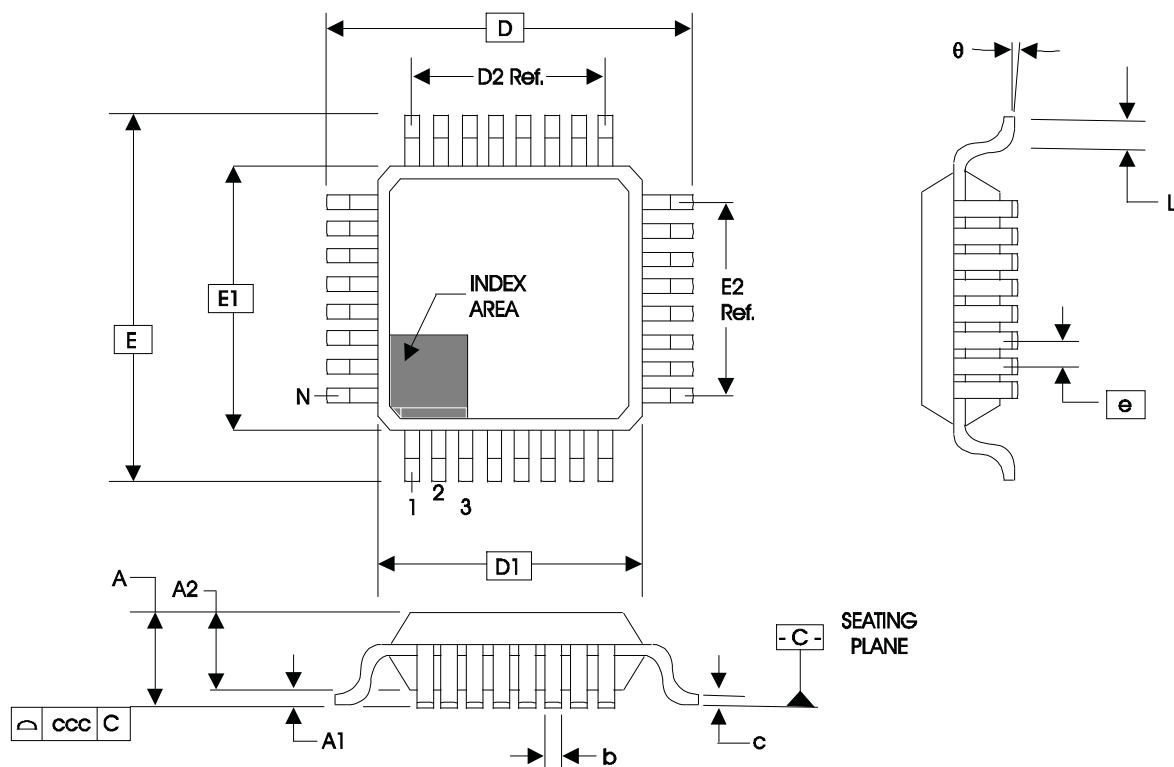 D
θ
D2 Ref.
L
E1
INDEX
AREA
E2
Ref.
E
N
e
1
2
3
D1
A
A2
- C -
SEATING
PLANE
ccc C
A1
b
c